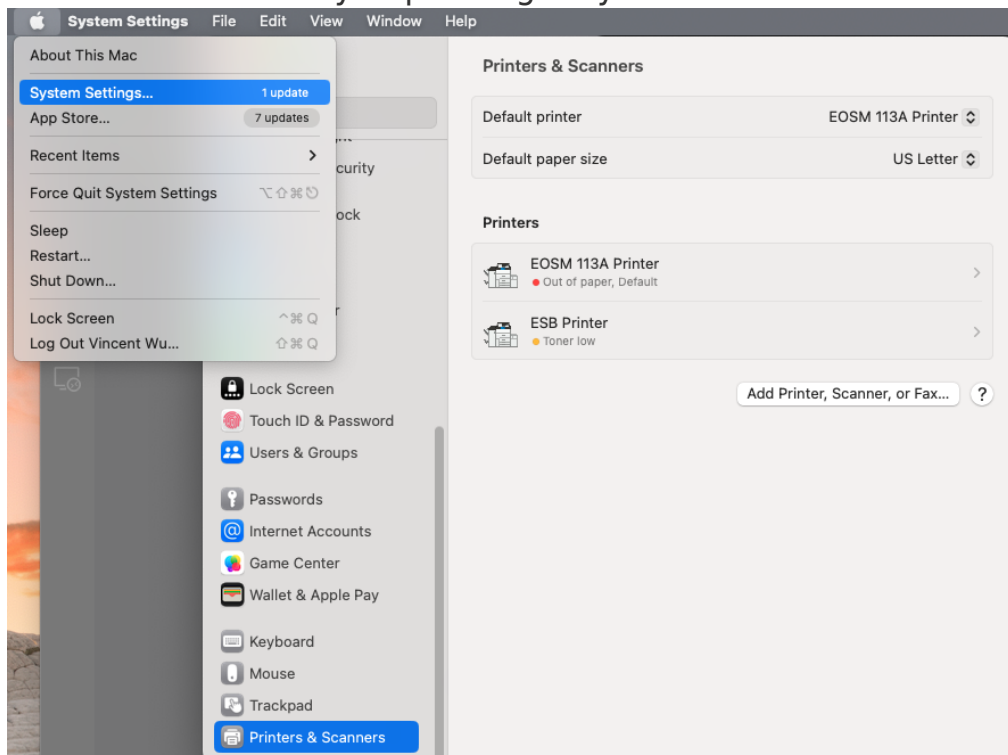 System Settings File Edit View Window Help
About This Mac
System Settings... 1 update
App Store... 7 updates
Recent Items
Force Quit System Settings
Sleep
Restart...
Shut Down...
Lock Screen ^⌘Q
Log Out Vincent Wu... ⇧⌘Q
curity
ock
Lock Screen
Touch ID & Password
Users & Groups
Passwords
Internet Accounts
Game Center
Wallet & Apple Pay
Keyboard
Mouse
Trackpad
Printers & Scanners
Printers & Scanners
Default printer EOSM 113A Printer
Default paper size US Letter
Printers
EOSM 113A Printer
Out of paper, Default
ESB Printer
Toner low
Add Printer, Scanner, or Fax... ?